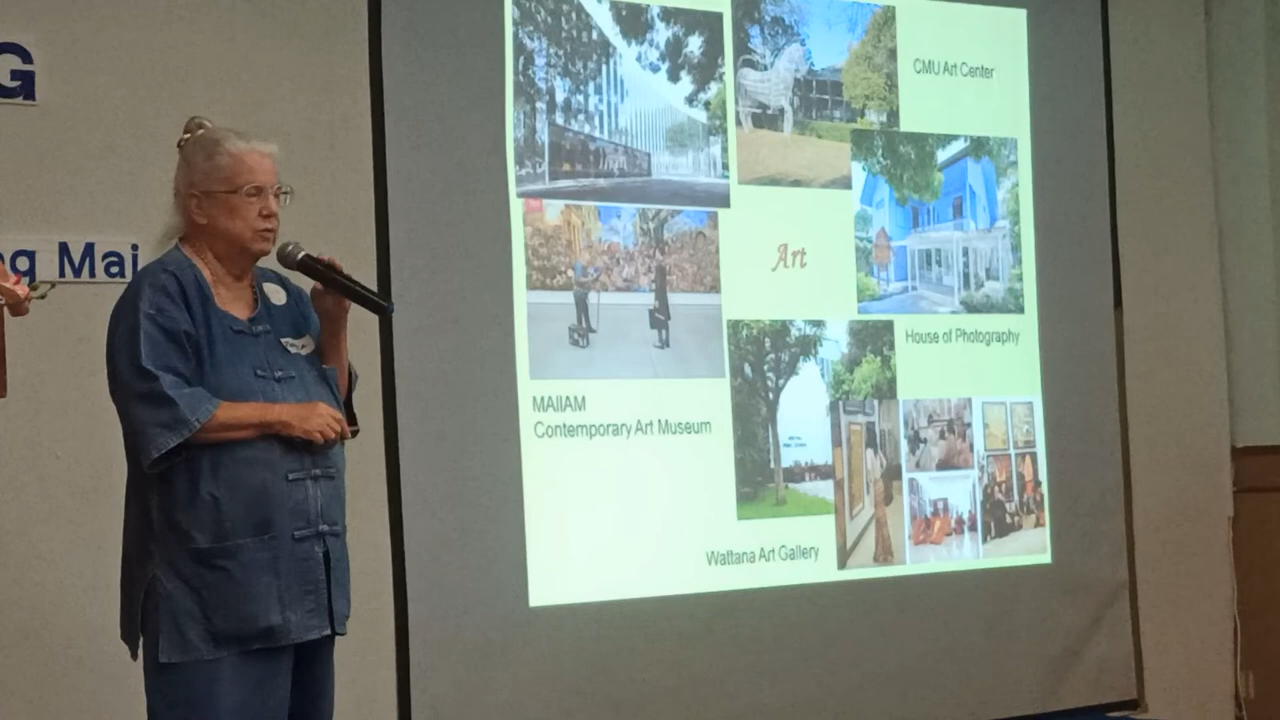 G
ng Mai
CMU Art Center
Art
House of Photography
MAIIAM
Contemporary Art Museum
Wattana Art Gallery